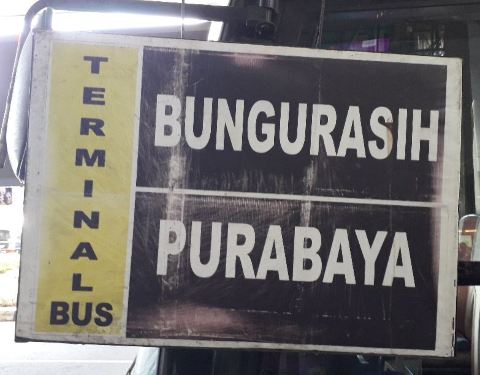 TERMINAL
BUS
BUNGURASIH
PURABAYA